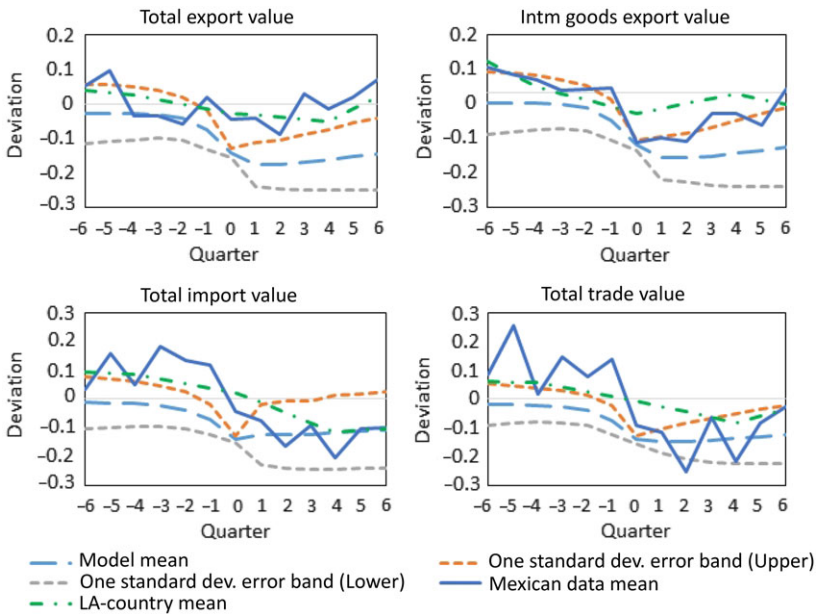 Total export value
0.2
0.1
0
−0.1
−0.2
−0.3
Deviation
−6 −5 −4 −3 −2 −1 0 1 2 3 4 5 6
Quarter
Intm goods export value
0.2
0.1
0
−0.1
−0.2
−0.3
Deviation
−6 −5 −4 −3 −2 −1 0 1 2 3 4 5 6
Quarter
Total import value
0.3
0.2
0.1
0
−0.1
−0.2
−0.3
Deviation
−6 −5 −4 −3 −2 −1 0 1 2 3 4 5 6
Quarter
Total trade value
0.3
0.2
0.1
0
−0.1
−0.2
−0.3
Deviation
−6 −5 −4 −3 −2 −1 0 1 2 3 4 5 6
Quarter
Model mean
One standard dev. error band (Lower)
LA-country mean
One standard dev. error band (Upper)
Mexican data mean